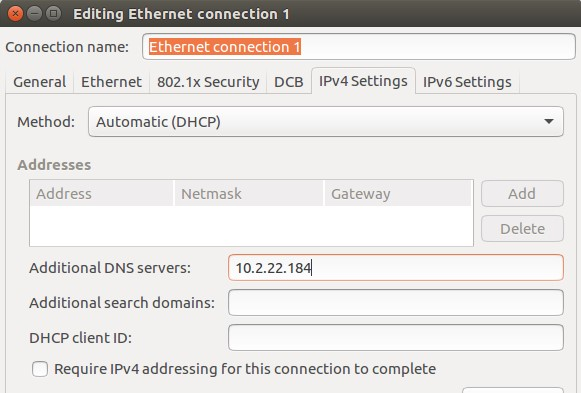 Editing Ethernet connection 1
Connection name: Ethernet connection 1
General Ethernet 802.1x Security DCB IPv4 Settings IPv6 Settings
Method: Automatic (DHCP)
Addresses
Address Netmask Gateway Add
Delete
Additional DNS servers: 10.2.22.184
Additional search domains:
DHCP client ID:
Require IPv4 addressing for this connection to complete